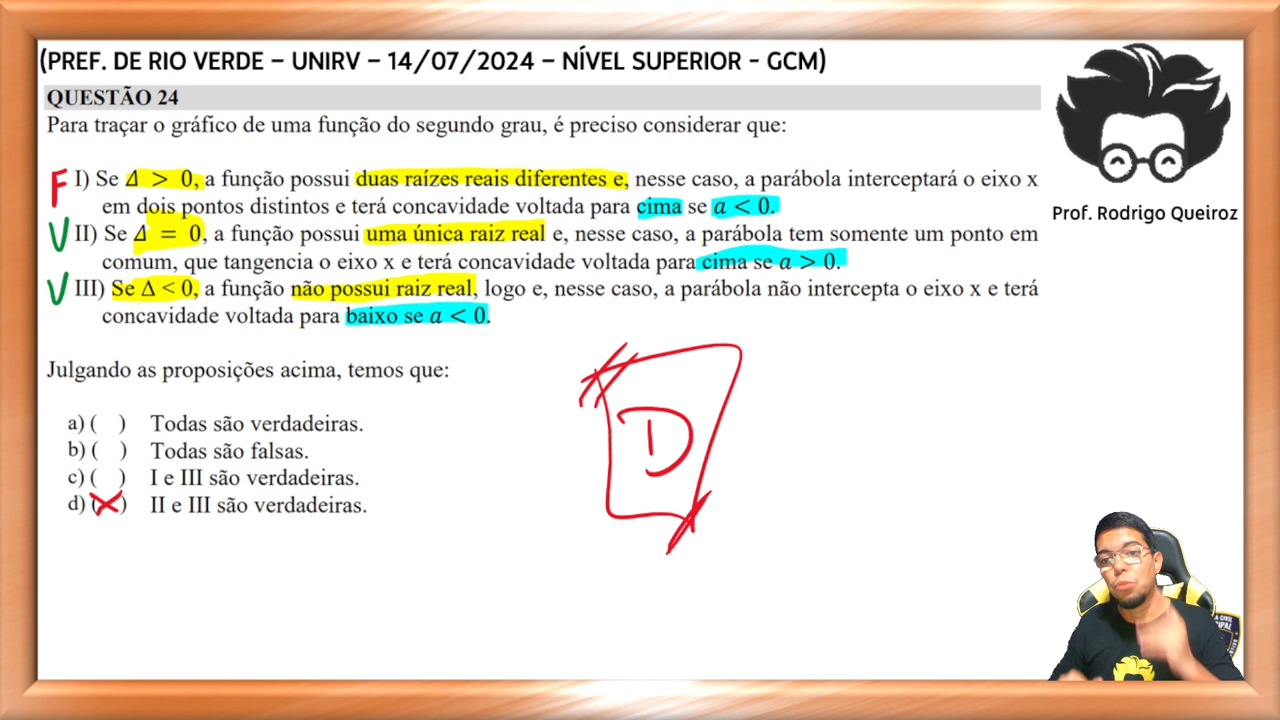 (PREF. DE RIO VERDE – UNIRV – 14/07/2024 – NÍVEL SUPERIOR - GCM)
QUESTÃO 24
Para traçar o gráfico de uma função do segundo grau, é preciso considerar que:
F I) Se Δ > 0, a função possui duas raízes reais diferentes e, nesse caso, a parábola interceptará o eixo x
em dois pontos distintos e terá concavidade voltada para cima se a < 0.
V II) Se Δ = 0, a função possui uma única raiz real e, nesse caso, a parábola tem somente um ponto em
comum, que tangencia o eixo x e terá concavidade voltada para cima se a > 0.
V III) Se Δ < 0, a função não possui raiz real, logo e, nesse caso, a parábola não intercepta o eixo x e terá
concavidade voltada para baixo se a < 0.
Julgando as proposições acima, temos que:
a) ( ) Todas são verdadeiras.
b) ( ) Todas são falsas.
c) ( ) I e III são verdadeiras.
d) (X) II e III são verdadeiras.
D
Prof. Rodrigo Queiroz